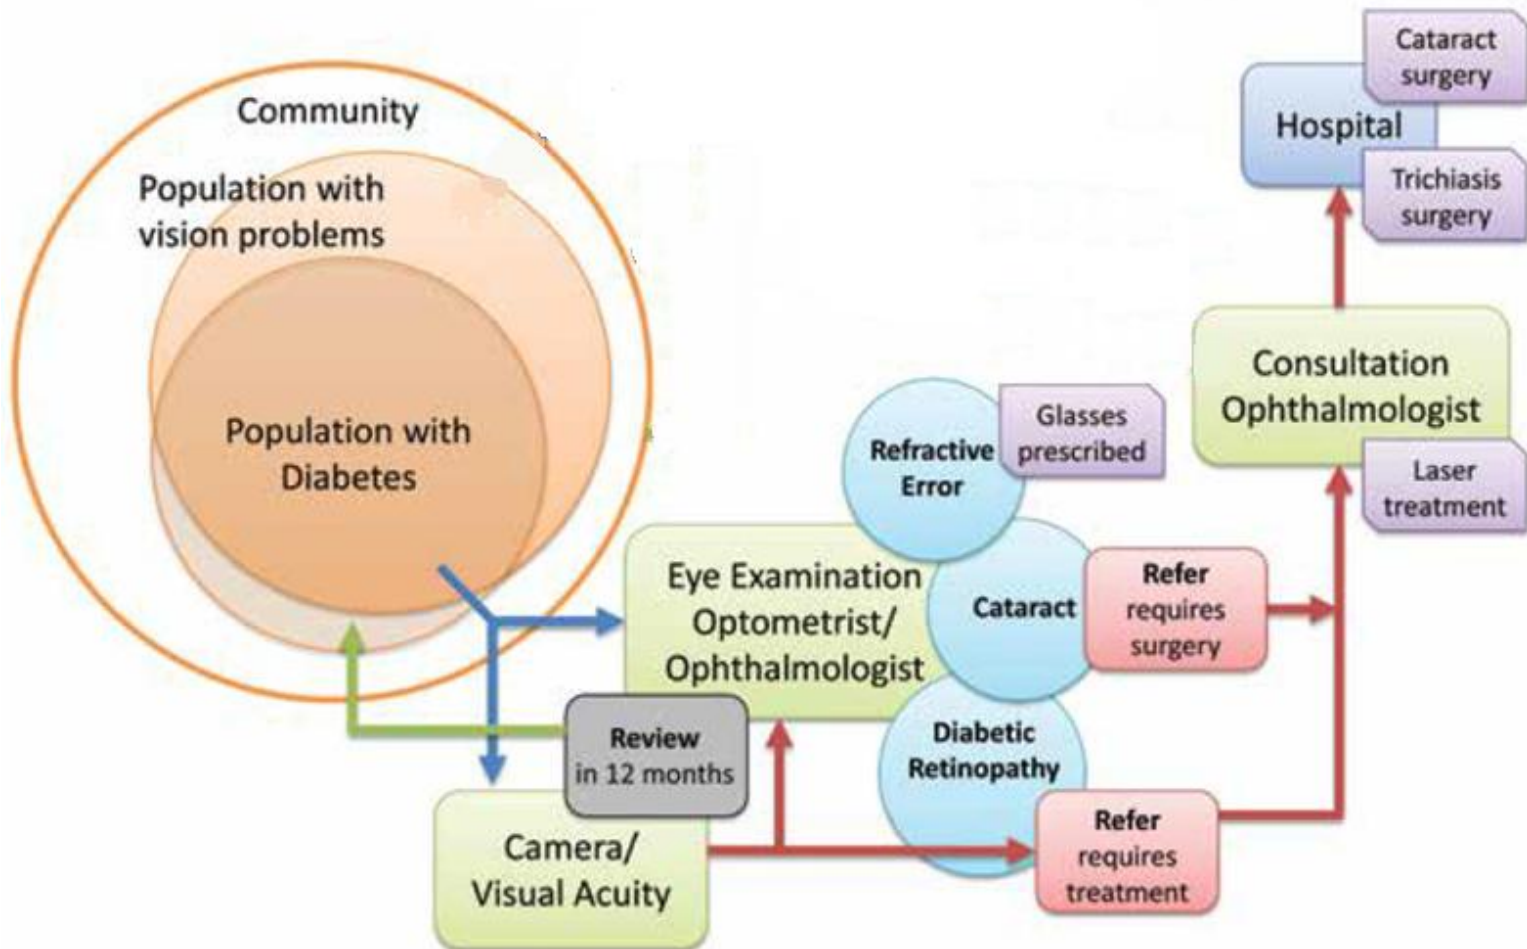 Community
Population with
vision problems
Population with
Diabetes
Cataract
surgery
Hospital
Trichiasis
surgery
Consultation
Ophthalmologist
Laser
treatment
Refractive
Error
Glasses
prescribed
Eye Examination
Optometrist/
Ophthalmologist
Cataract
Refer
requires
surgery
Diabetic
Retinopathy
Review
in 12 months
Camera/
Visual Acuity
Refer
requires
treatment